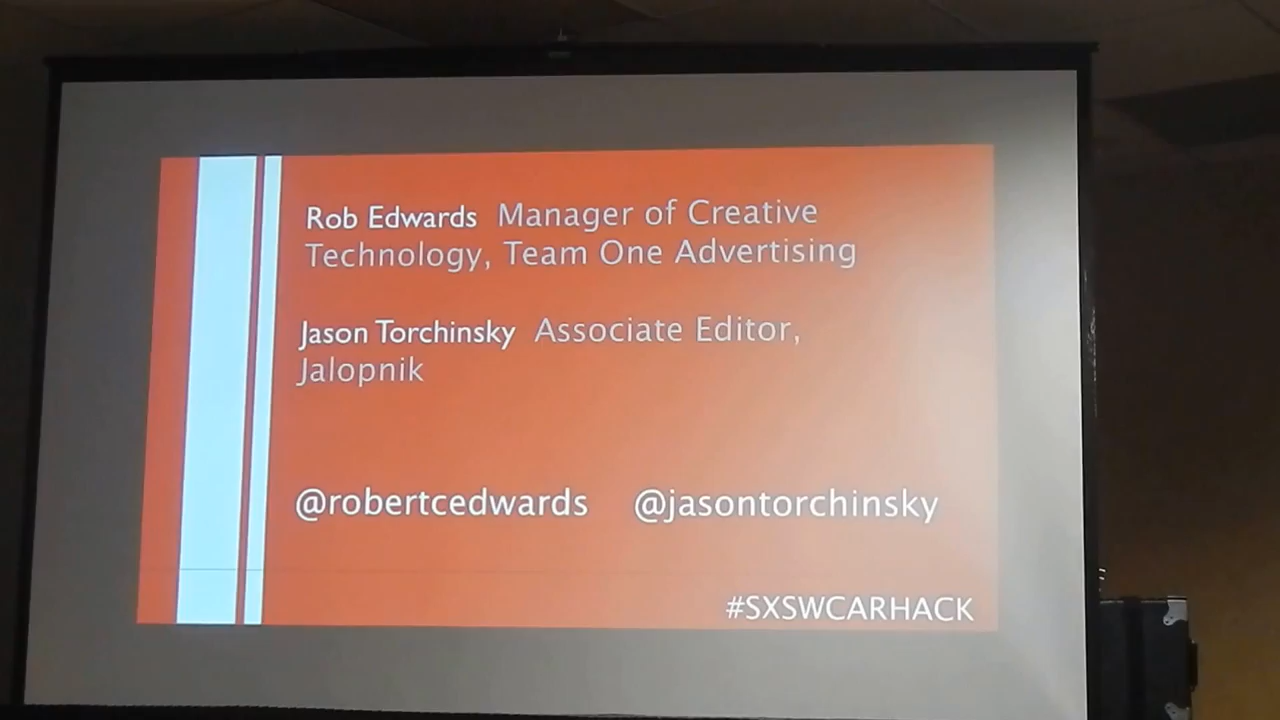 Rob Edwards Manager of Creative
Technology, Team One Advertising
Jason Torchinsky Associate Editor,
Jalopnik
@robertcedwards @jasontorchinsky
#SXSWCARHACK